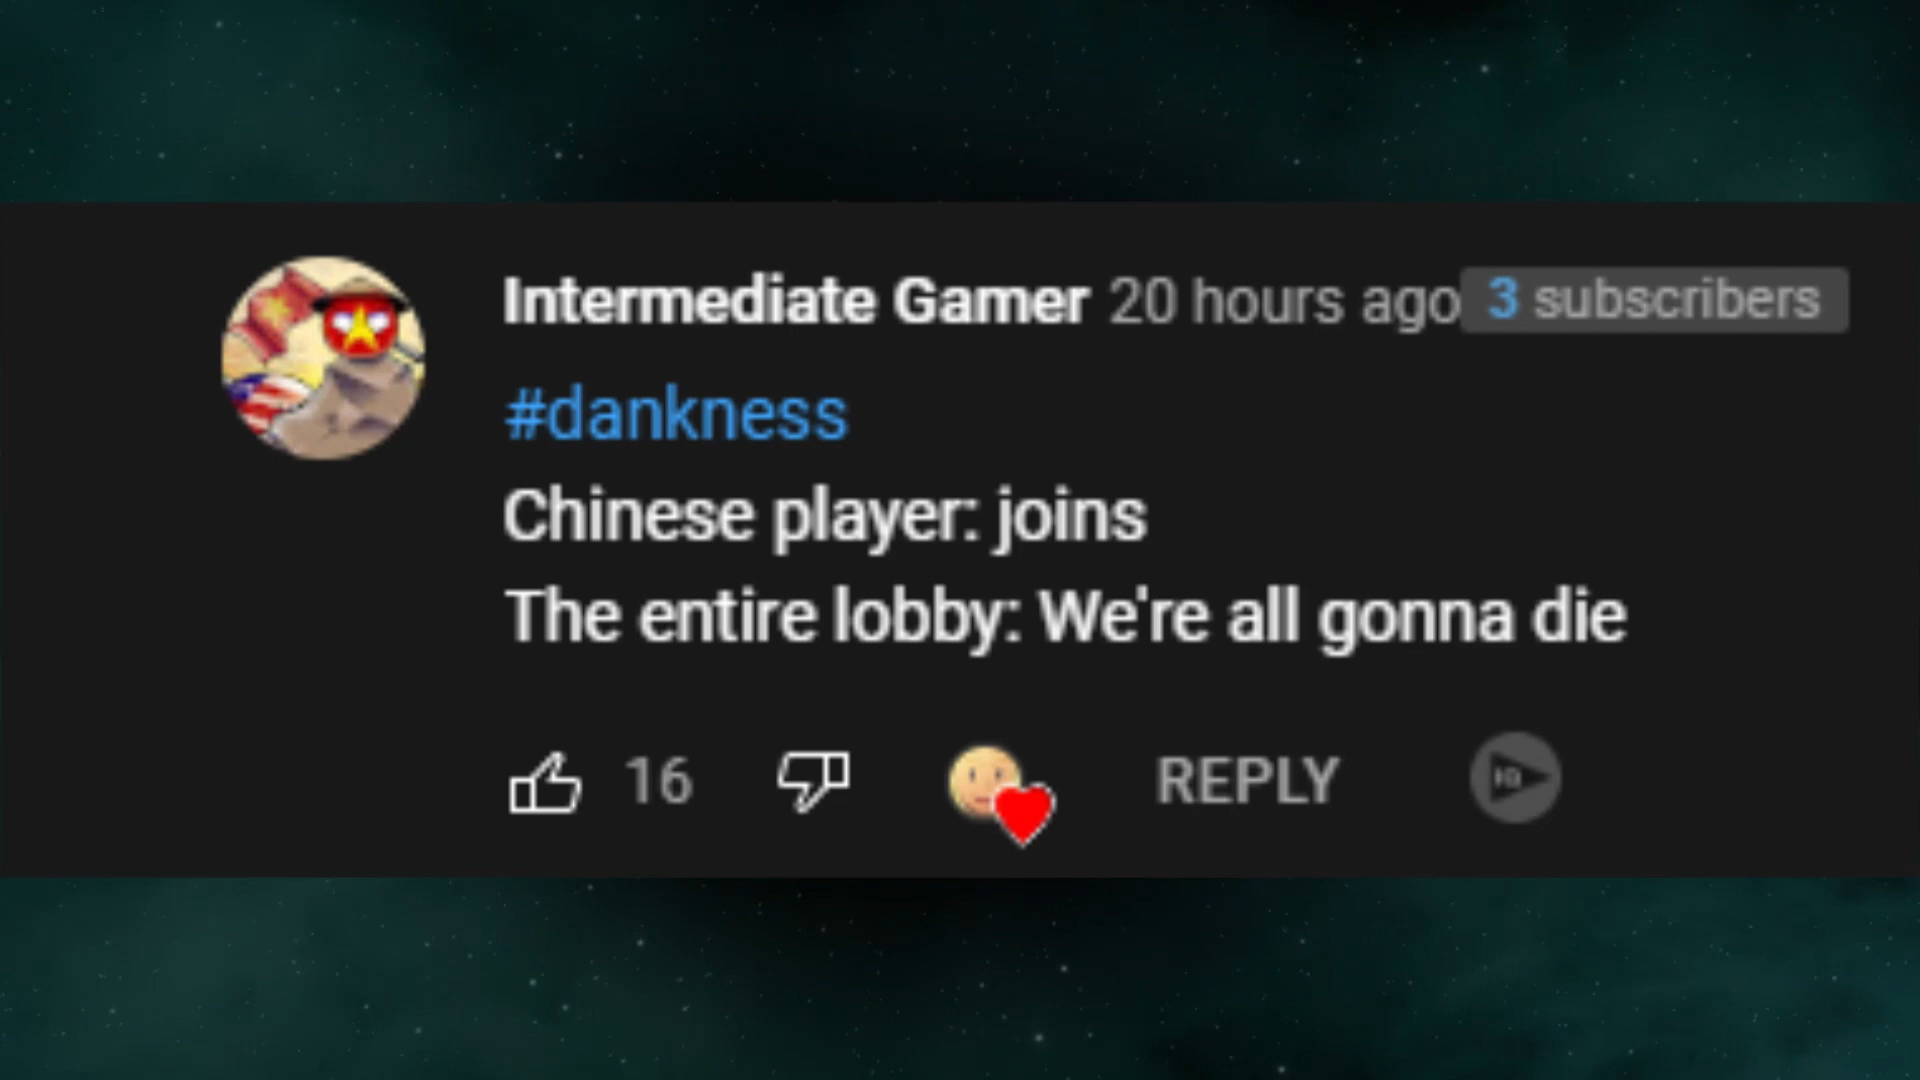 Intermediate Gamer 20 hours ago 3 subscribers
#dankness
Chinese player: joins
The entire lobby: We're all gonna die
16 REPLY